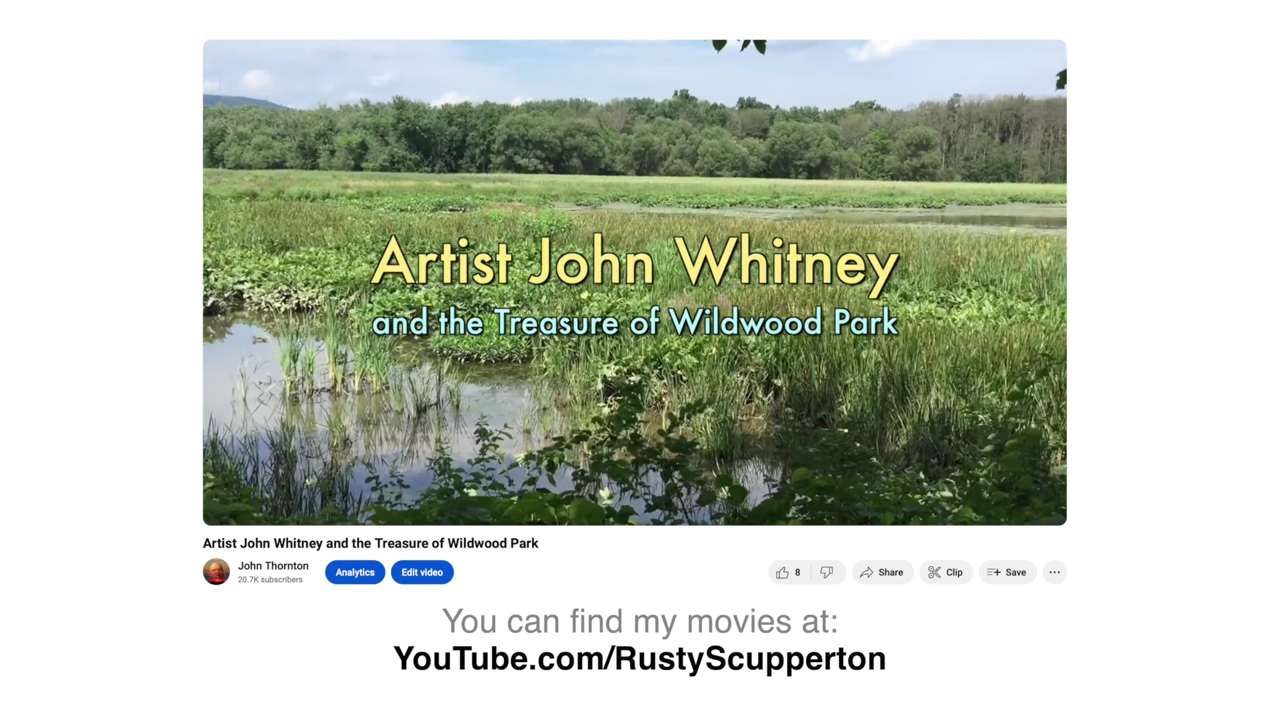 Artist John Whitney
and the Treasure of Wildwood Park
Artist John Whitney and the Treasure of Wildwood Park
John Thornton
20.7K subscribers
Analytics
Edit video
8
Share
Clip
Save
You can find my movies at:
YouTube.com/RustyScupperton